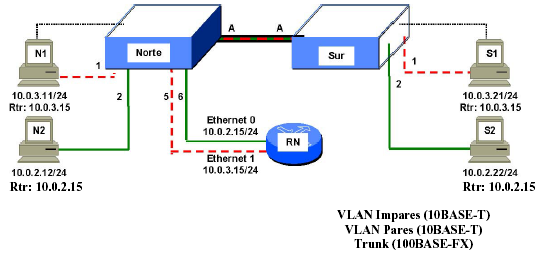 A A
N1
Norte
Sur
S1
1
1
10.0.3.11/24
Rtr: 10.0.3.15
2
5
6
2
10.0.3.21/24
Rtr: 10.0.3.15
N2
Ethernet 0
10.0.2.15/24
RN
S2
Ethernet 1
10.0.3.15/24
10.0.2.12/24
Rtr: 10.0.2.15
10.0.2.22/24
Rtr: 10.0.2.15
VLAN Impares (10BASE-T)
VLAN Pares (10BASE-T)
Trunk (100BASE-FX)